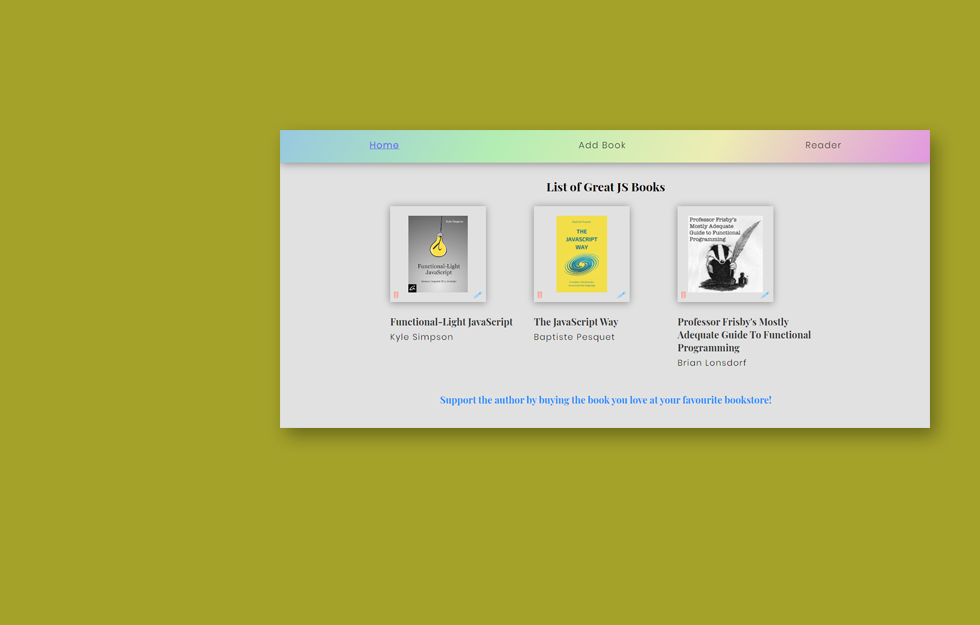 Home
Add Book
Reader
List of Great JS Books
Kyle Simpson
Functional-Light
JavaScript
THE
JAVASCRIPT
WAY
Professor Frisby's
Mostly Adequate
Guide to Functional
Programming
Functional-Light JavaScript
Kyle Simpson
The JavaScript Way
Baptiste Pesquet
Professor Frisby's Mostly
Adequate Guide To Functional
Programming
Brian Lonsdorf
Support the author by buying the book you love at your favourite bookstore!